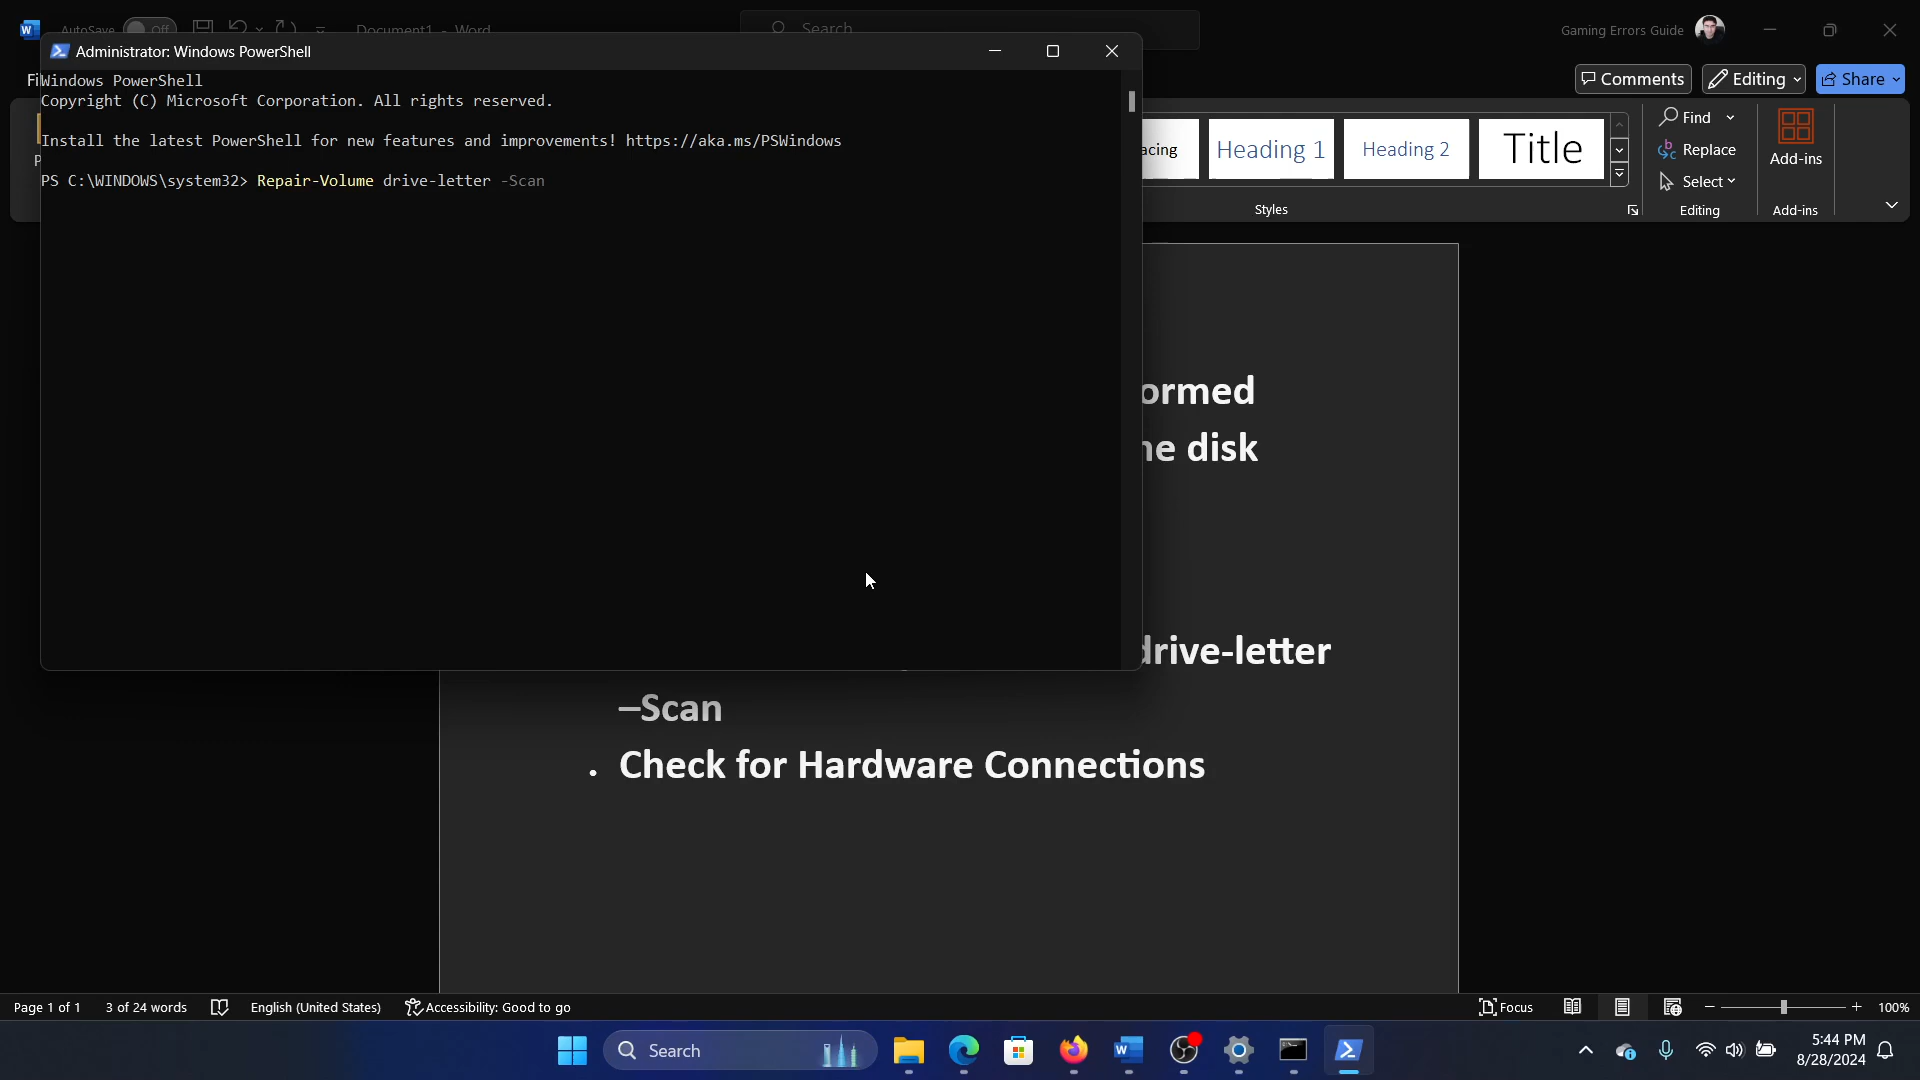 AutoSave Off
Document1 - Word
Search
Gaming Errors Guide
Administrator: Windows PowerShell
Comments
Editing
Share
Windows PowerShell
Copyright (C) Microsoft Corporation. All rights reserved.
Install the latest PowerShell for new features and improvements! https://aka.ms/PSWindows
PS C:\WINDOWS\system32> Repair-Volume drive-letter -Scan
acing
Heading 1
Heading 2
Title
Find
Replace
Select
Add-ins
Styles
Editing
Add-ins
ormed
he disk
drive-letter
–Scan
. Check for Hardware Connections
Page 1 of 1
3 of 24 words
English (United States)
Accessibility: Good to go
Focus
100%
Search
5:44 PM
8/28/2024